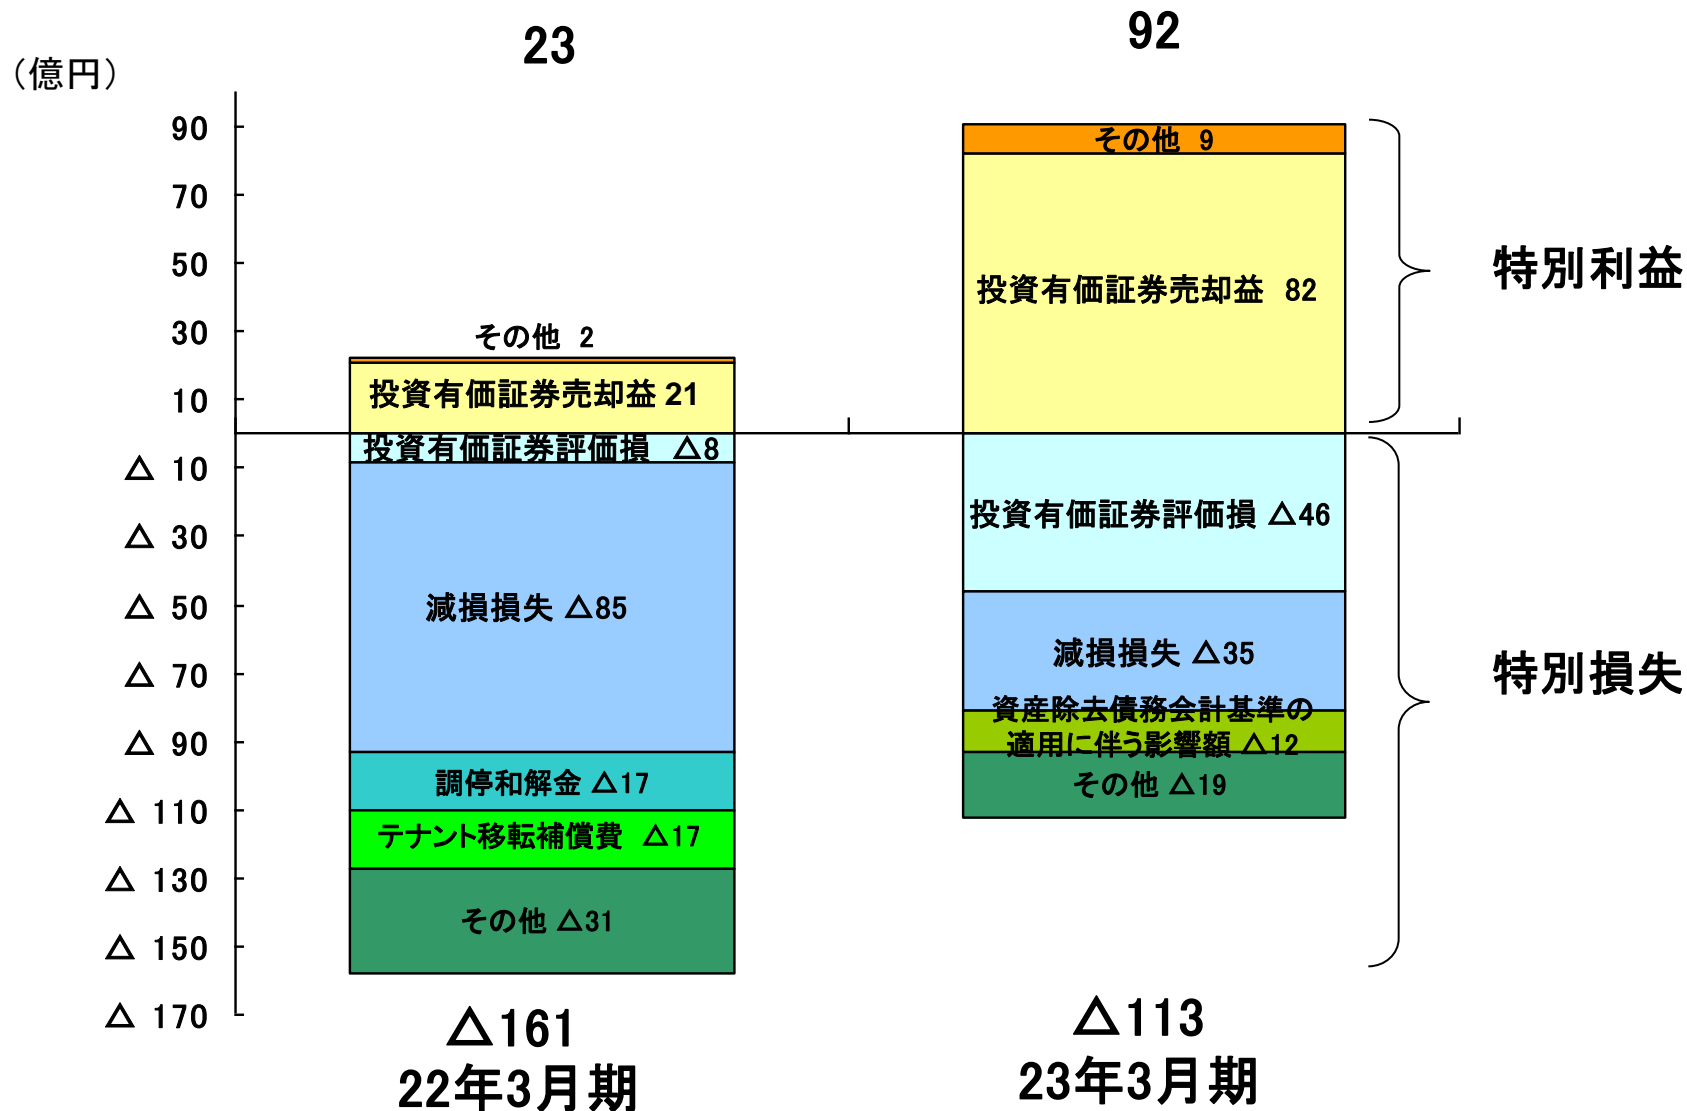 23
92
（億円）
90
70
50
30
10
△ 10
△ 30
△ 50
△ 70
△ 90
△ 110
△ 130
△ 150
△ 170
その他 2
投資有価証券売却益 21
投資有価証券評価損 △8
減損損失 △85
調停和解金 △17
テナント移転補償費 △17
その他 △31
△161
22年3月期
その他 9
投資有価証券売却益 82
投資有価証券評価損 △46
減損損失 △35
資産除去債務会計基準の
適用に伴う影響額 △12
その他 △19
△113
23年3月期
特別利益
特別損失